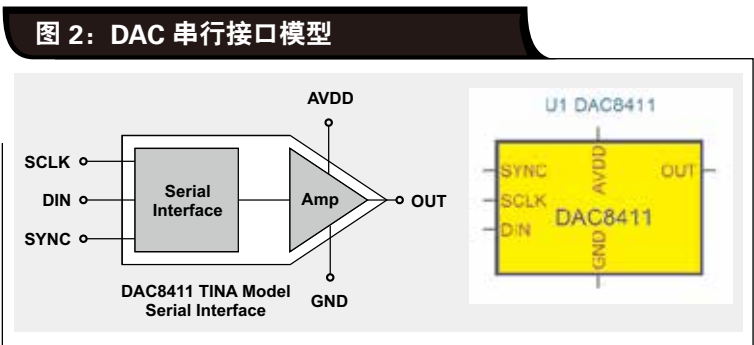 图 2：DAC 串行接口模型
AVDD
SCLK
DIN
SYNC
Serial
Interface
Amp
OUT
GND
DAC8411 TINA Model
Serial Interface
U1 DAC8411
SYNC
SCLK
DIN
AVDD
OUT
DAC8411
GND